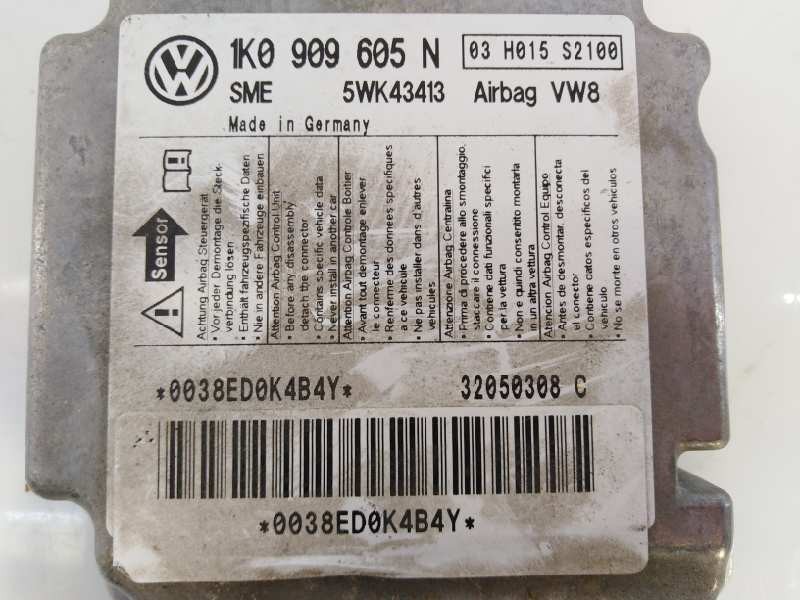 1K0 909 605 N
03 H015 S2100
SME 5WK43413 Airbag VW8
Made in Germany
Sensor
Achtung Airbag Steuergerät
• Vor jeder Demontage die Steck-
verbindung lösen
• Enthält fahrzeugspezifische Daten
• Nie in andere Fahrzeuge einbauen
Attention Airbag Control Unit
• Before any disassembly
detach the connector
• Contains specific vehicle data
• Never install in another car
Attention Airbag Controle Boitier
• Avant tout demontage enlever
le connecteur
• Renferme des donnees specifiques
a ce vehicule
• Ne pas installer dans d'autres
vehicules
Attenzione Airbag Centralina
• Prima di procedere allo smontaggio,
staccare il connessione
• Contiene dati funzionali specifici
per la vettura
• Non e quindi consentito montarla
in un altra vettura
Atencion Airbag Control Equipo
• Antes de desmontar, desconecta
el conector
• Contiene datos especificos del
vehiculo
• No se morte en otros vehiculos
*0038ED0K4B4Y* 32050308 C
*0038ED0K4B4Y*